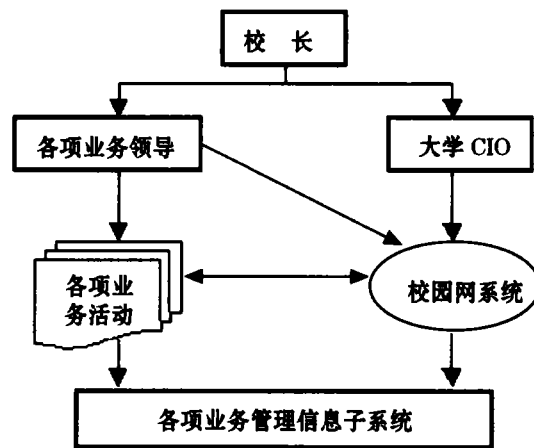 校 长
各项业务领导
大学 CIO
各项业
务活动
校园网系统
各项业务管理信息子系统